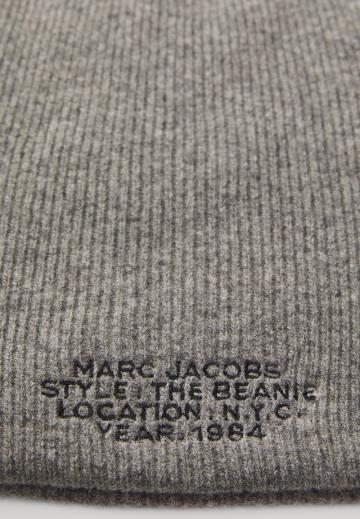 MARC JACOBS
STYLE: THE BEANIE
LOCATION: N.Y.C.
YEAR: 1984